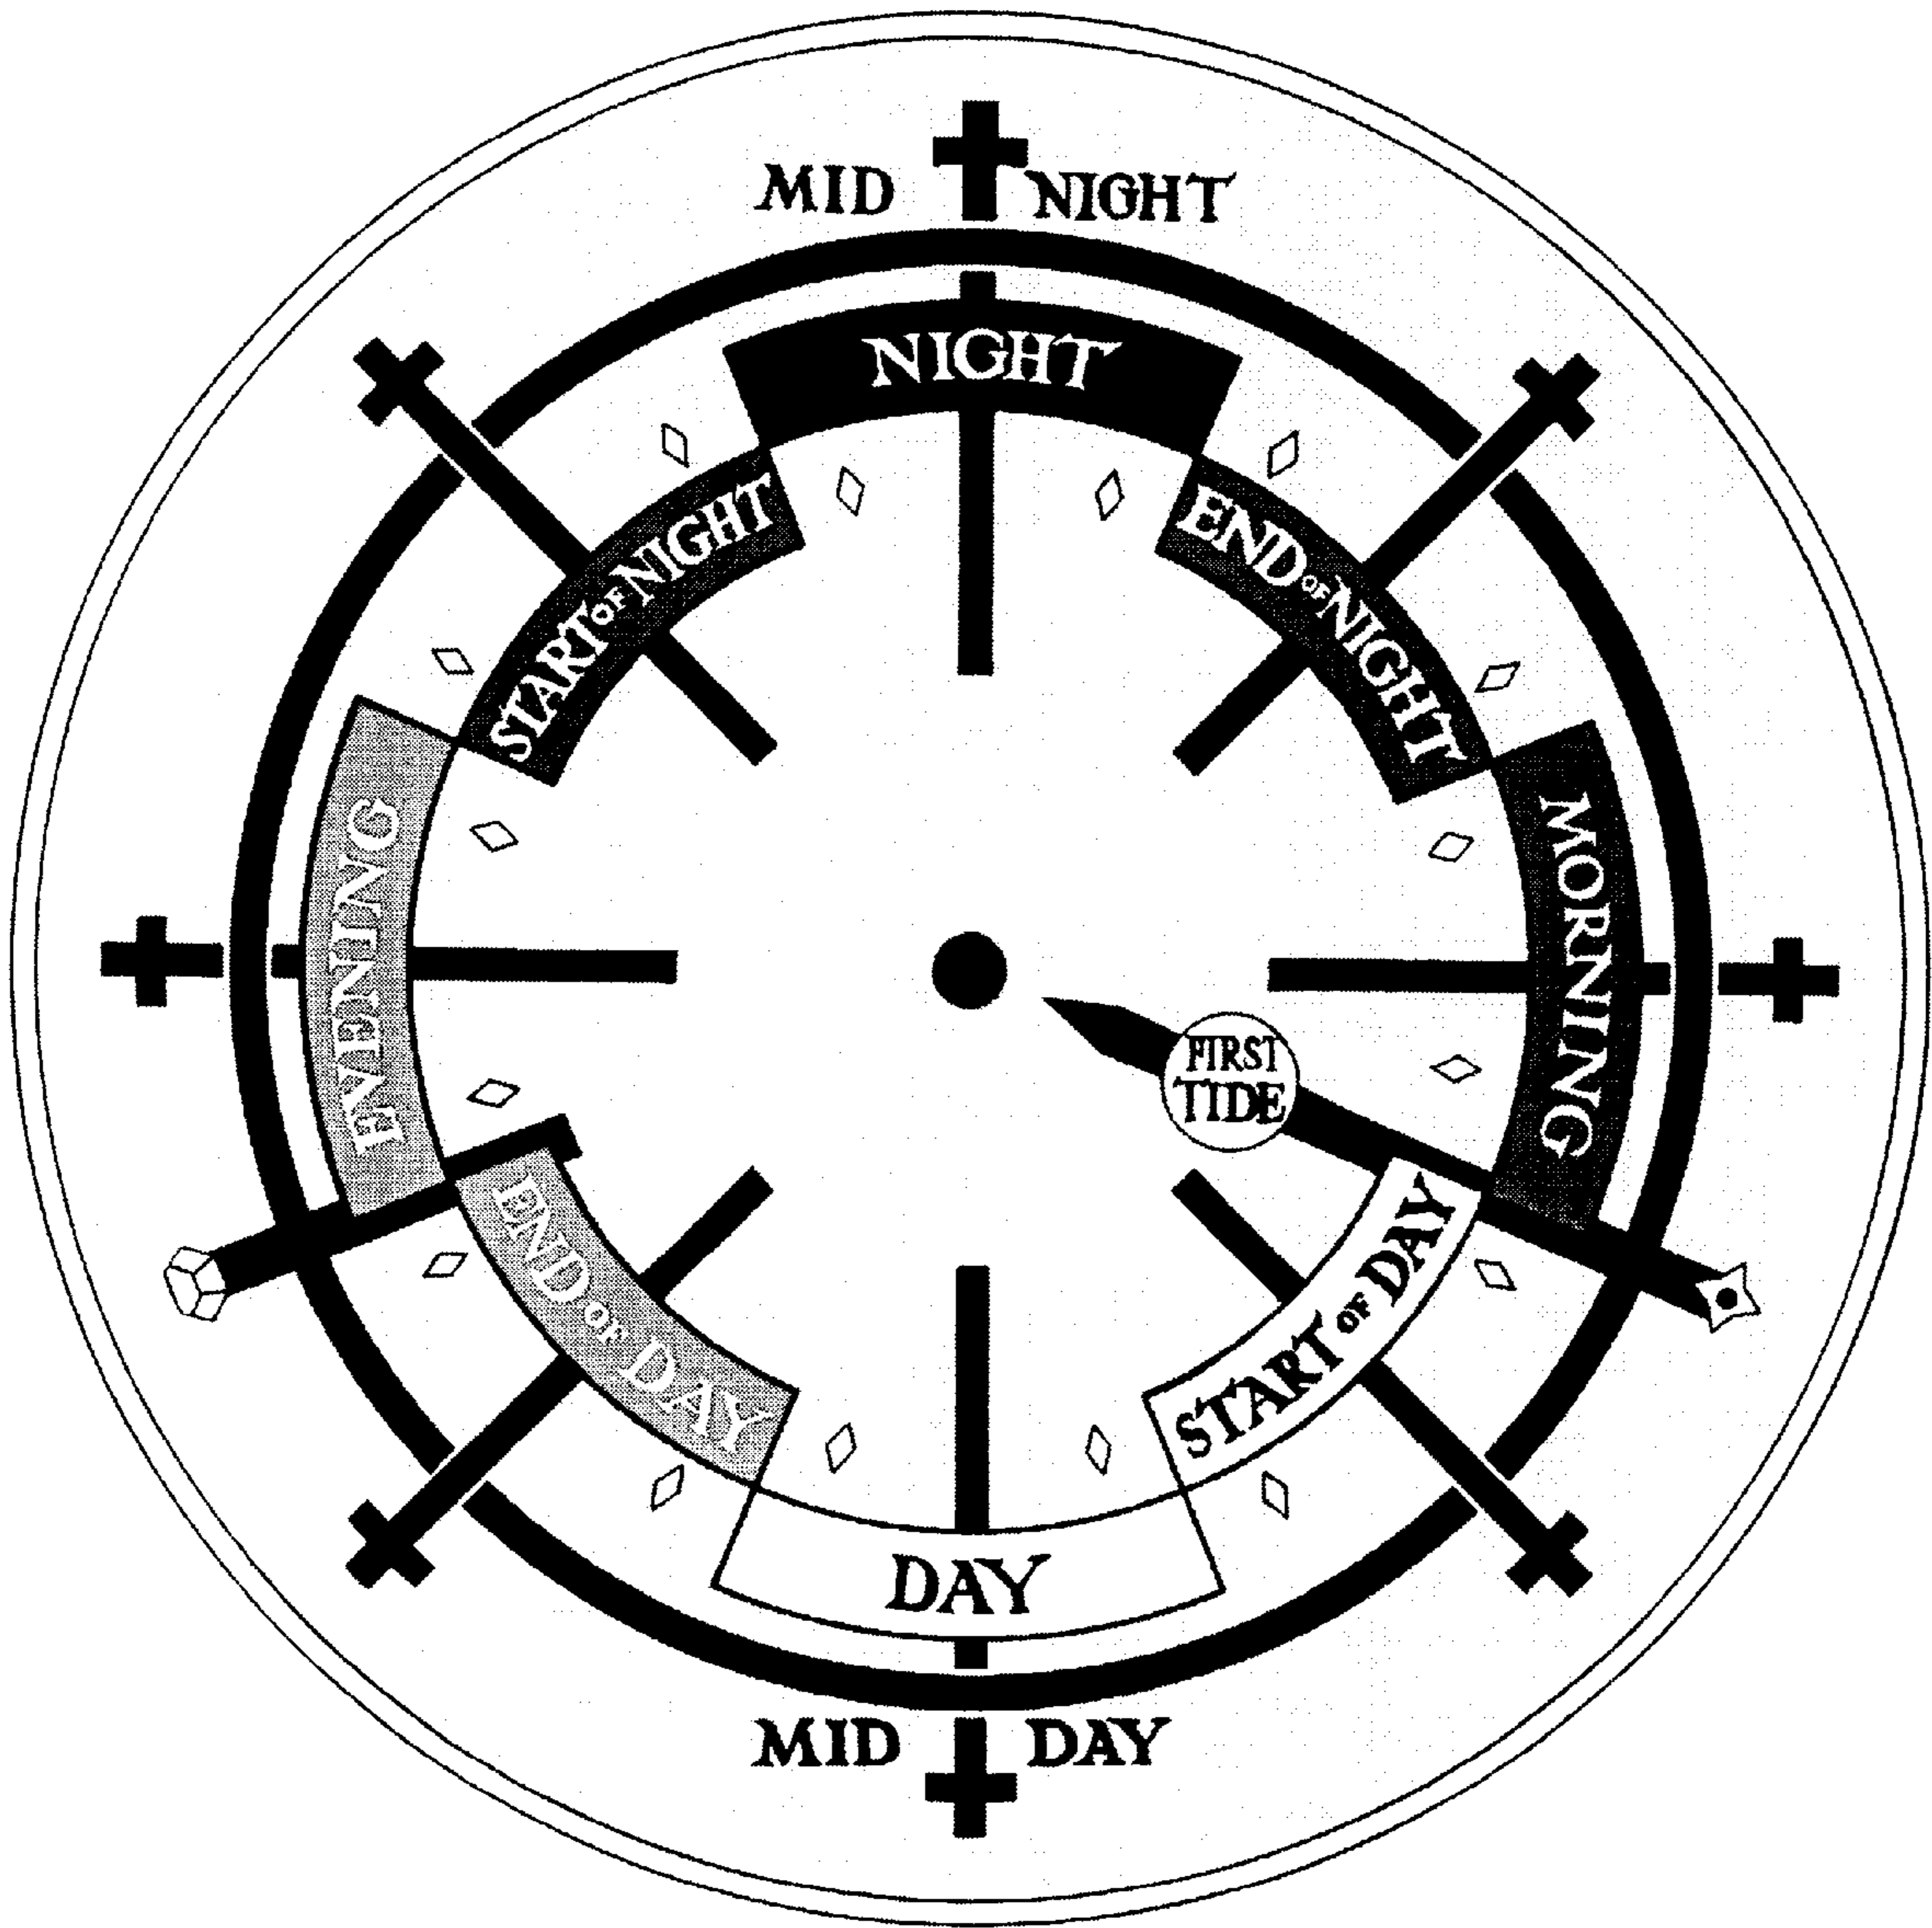 MID NIGHT
NIGHT
END OF NIGHT
MORNING
FIRST
TIDE
START OF DAY
DAY
MID DAY
END OF DAY
EVENING
START OF NIGHT